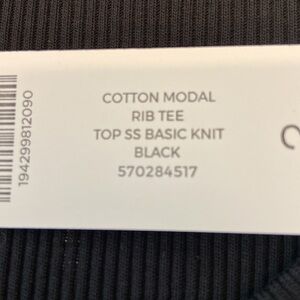 COTTON MODAL
RIB TEE
TOP SS BASIC KNIT
BLACK
570284517
194299812090